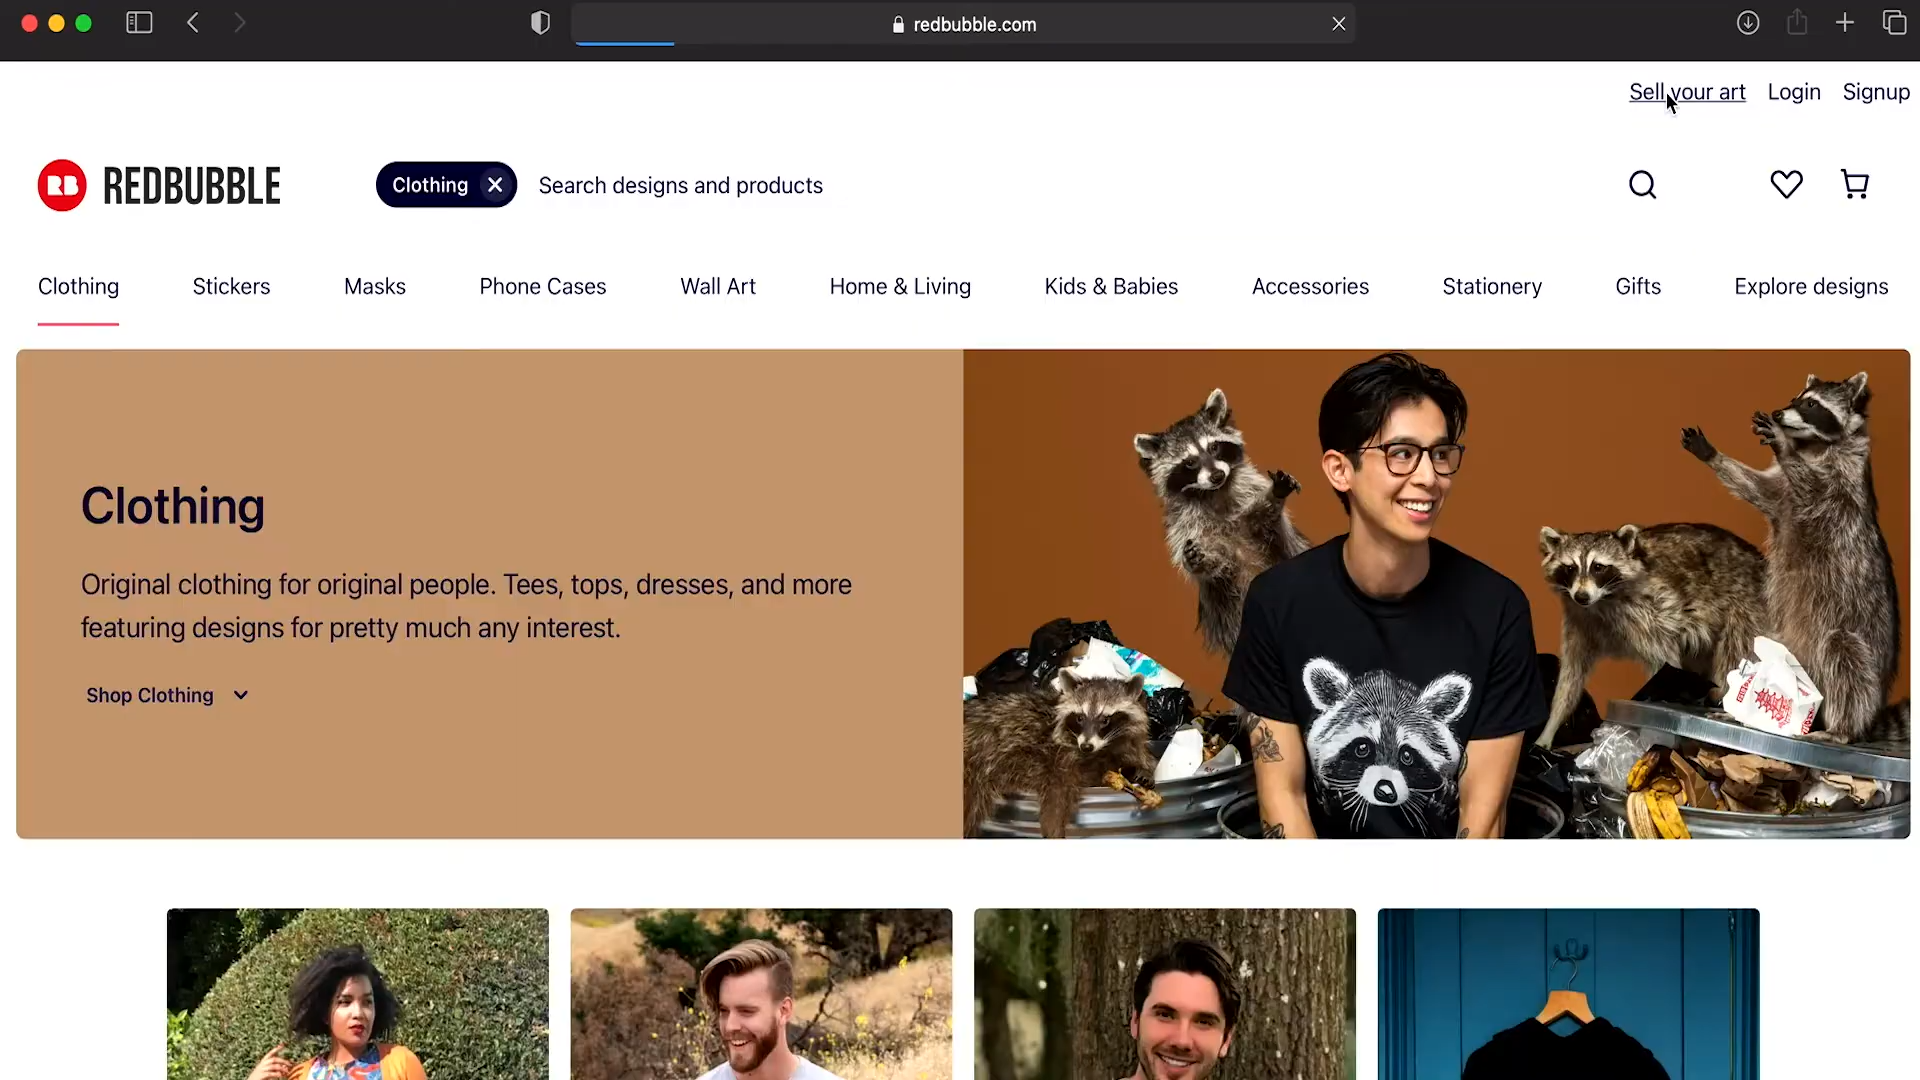 redbubble.com
Sell your art Login Signup
RB REDBUBBLE Clothing Search designs and products
Clothing Stickers Masks Phone Cases Wall Art Home & Living Kids & Babies Accessories Stationery Gifts Explore designs
Clothing
Original clothing for original people. Tees, tops, dresses, and more
featuring designs for pretty much any interest.
Shop Clothing